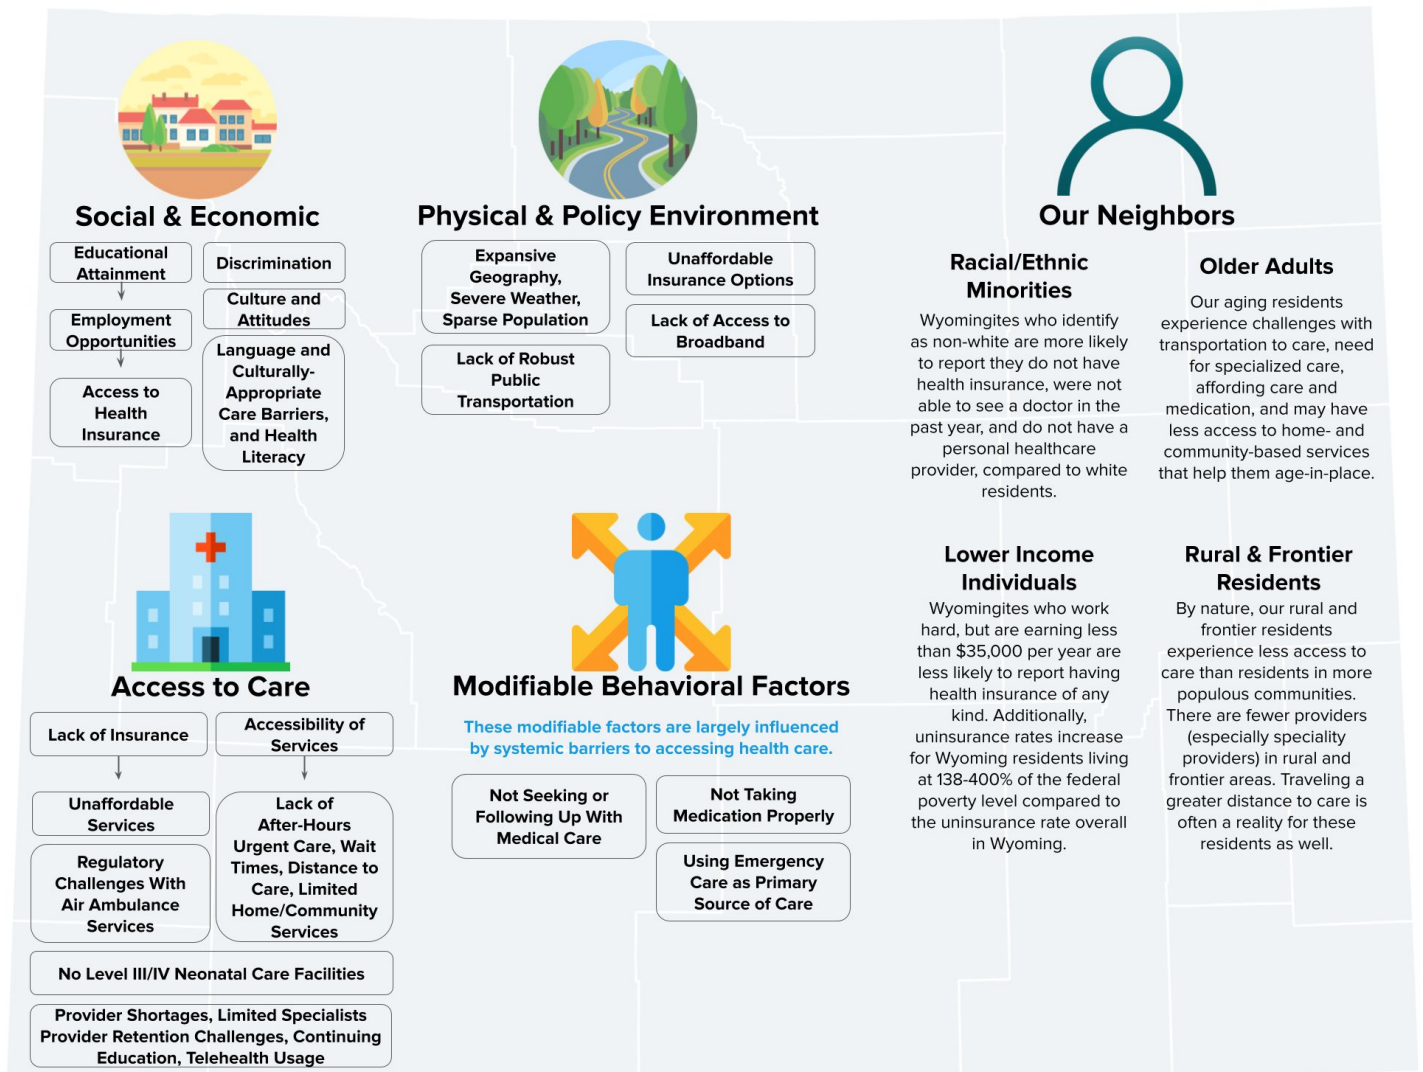 Social & Economic
Educational
Attainment
Employment
Opportunities
Access to
Health
Insurance
Discrimination
Culture and
Attitudes
Language and
Culturally-
Appropriate
Care Barriers,
and Health
Literacy
Physical & Policy Environment
Expansive
Geography,
Severe Weather,
Sparse Population
Lack of Robust
Public
Transportation
Unaffordable
Insurance Options
Lack of Access to
Broadband
Our Neighbors
Racial/Ethnic
Minorities
Wyomingites who identify
as non-white are more likely
to report they do not have
health insurance, were not
able to see a doctor in the
past year, and do not have a
personal healthcare
provider, compared to white
residents.
Older Adults
Our aging residents
experience challenges with
transportation to care, need
for specialized care,
affording care and
medication, and may have
less access to home- and
community-based services
that help them age-in-place.
Access to Care
Lack of Insurance
Unaffordable
Services
Regulatory
Challenges With
Air Ambulance
Services
Accessibility of
Services
Lack of
After-Hours
Urgent Care, Wait
Times, Distance to
Care, Limited
Home/Community
Services
No Level III/IV Neonatal Care Facilities
Provider Shortages, Limited Specialists
Provider Retention Challenges, Continuing
Education, Telehealth Usage
Modifiable Behavioral Factors
These modifiable factors are largely influenced
by systemic barriers to accessing health care.
Not Seeking or
Following Up With
Medical Care
Not Taking
Medication Properly
Using Emergency
Care as Primary
Source of Care
Lower Income
Individuals
Wyomingites who work
hard, but are earning less
than $35,000 per year are
less likely to report having
health insurance of any
kind. Additionally,
uninsurance rates increase
for Wyoming residents living
at 138-400% of the federal
poverty level compared to
the uninsurance rate overall
in Wyoming.
Rural & Frontier
Residents
By nature, our rural and
frontier residents
experience less access to
care than residents in more
populous communities.
There are fewer providers
(especially speciality
providers) in rural and
frontier areas. Traveling a
greater distance to care is
often a reality for these
residents as well.